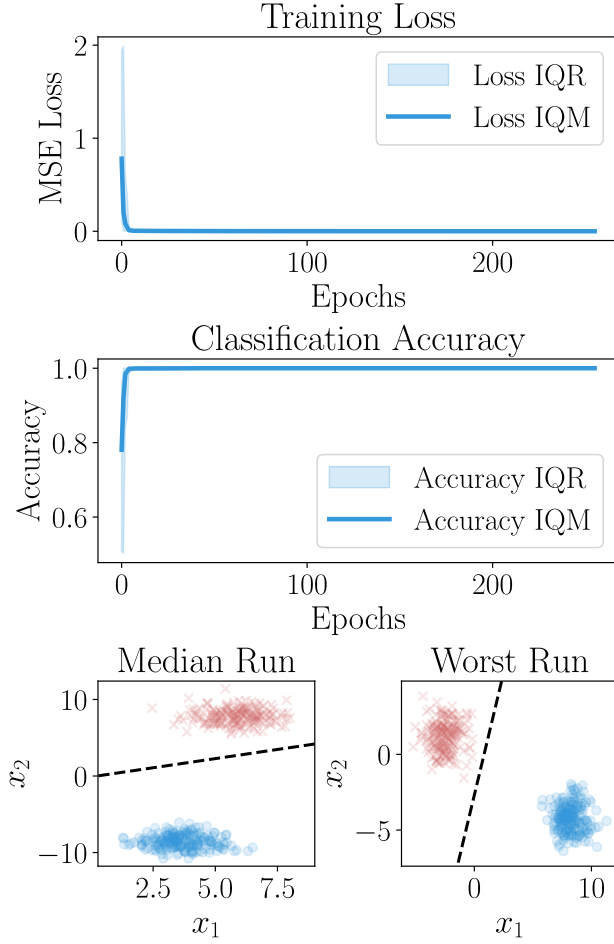 Training Loss
2
1
0
MSE Loss
Loss IQR
Loss IQM
0 100 200
Epochs
Classification Accuracy
1.0
0.8
0.6
Accuracy
Accuracy IQR
Accuracy IQM
0 100 200
Epochs
Median Run
10
0
−10
x₂
2.5 5.0 7.5
x₁
Worst Run
0
−5
x₂
0 10
x₁